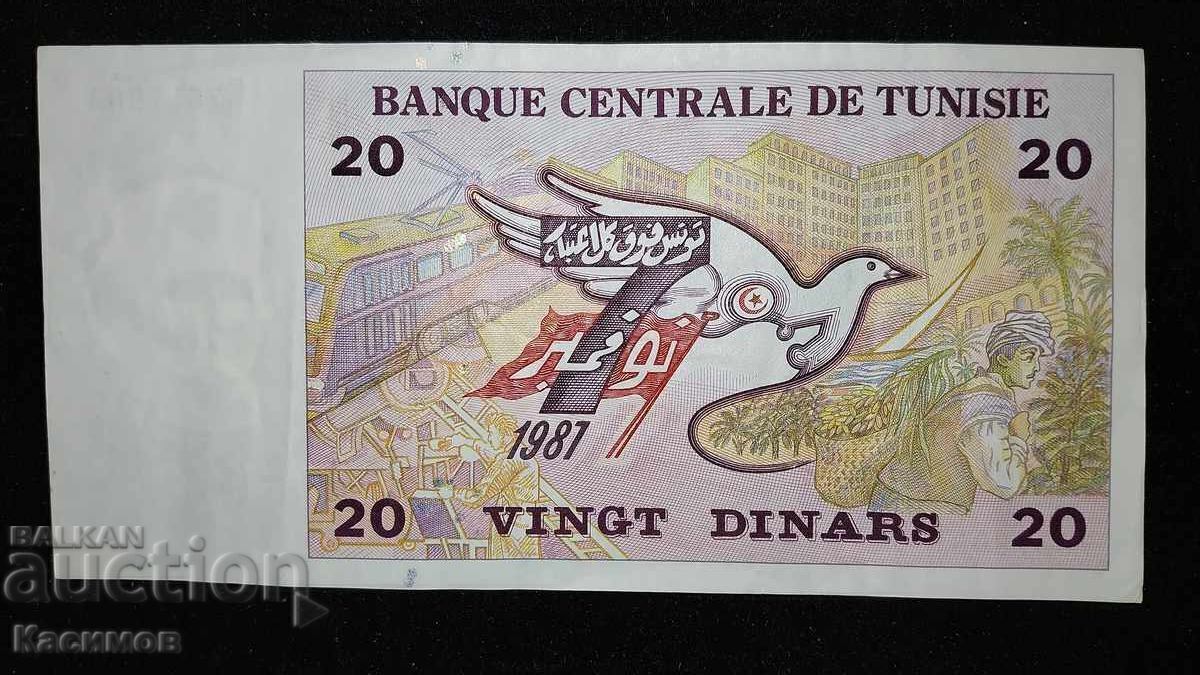 BANQUE CENTRALE DE TUNISIE
20
20
تونس فوق كل اعتبار
7
نوفمبر
1987
20 VINGT DINARS 20
BALKAN
auction
Касимов